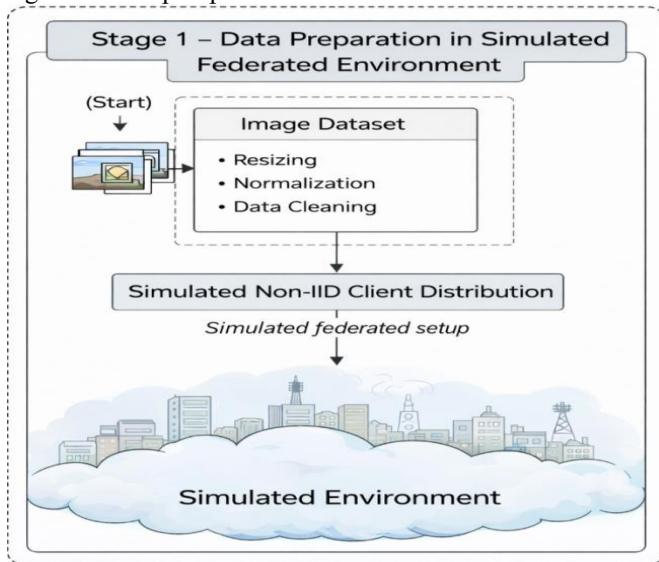 Stage 1 – Data Preparation in Simulated
Federated Environment
(Start)
Image Dataset
• Resizing
• Normalization
• Data Cleaning
Simulated Non-IID Client Distribution
Simulated federated setup
Simulated Environment